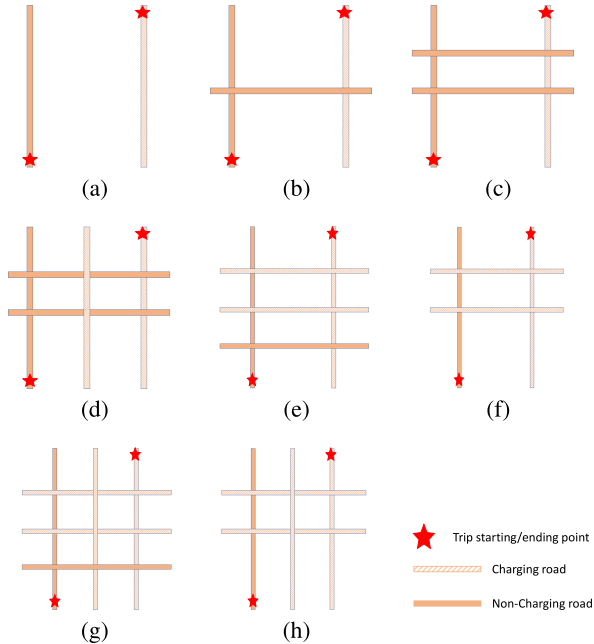 (a) (b) (c)
(d) (e) (f)
(g) (h)
Trip starting/ending point
Charging road
Non-Charging road